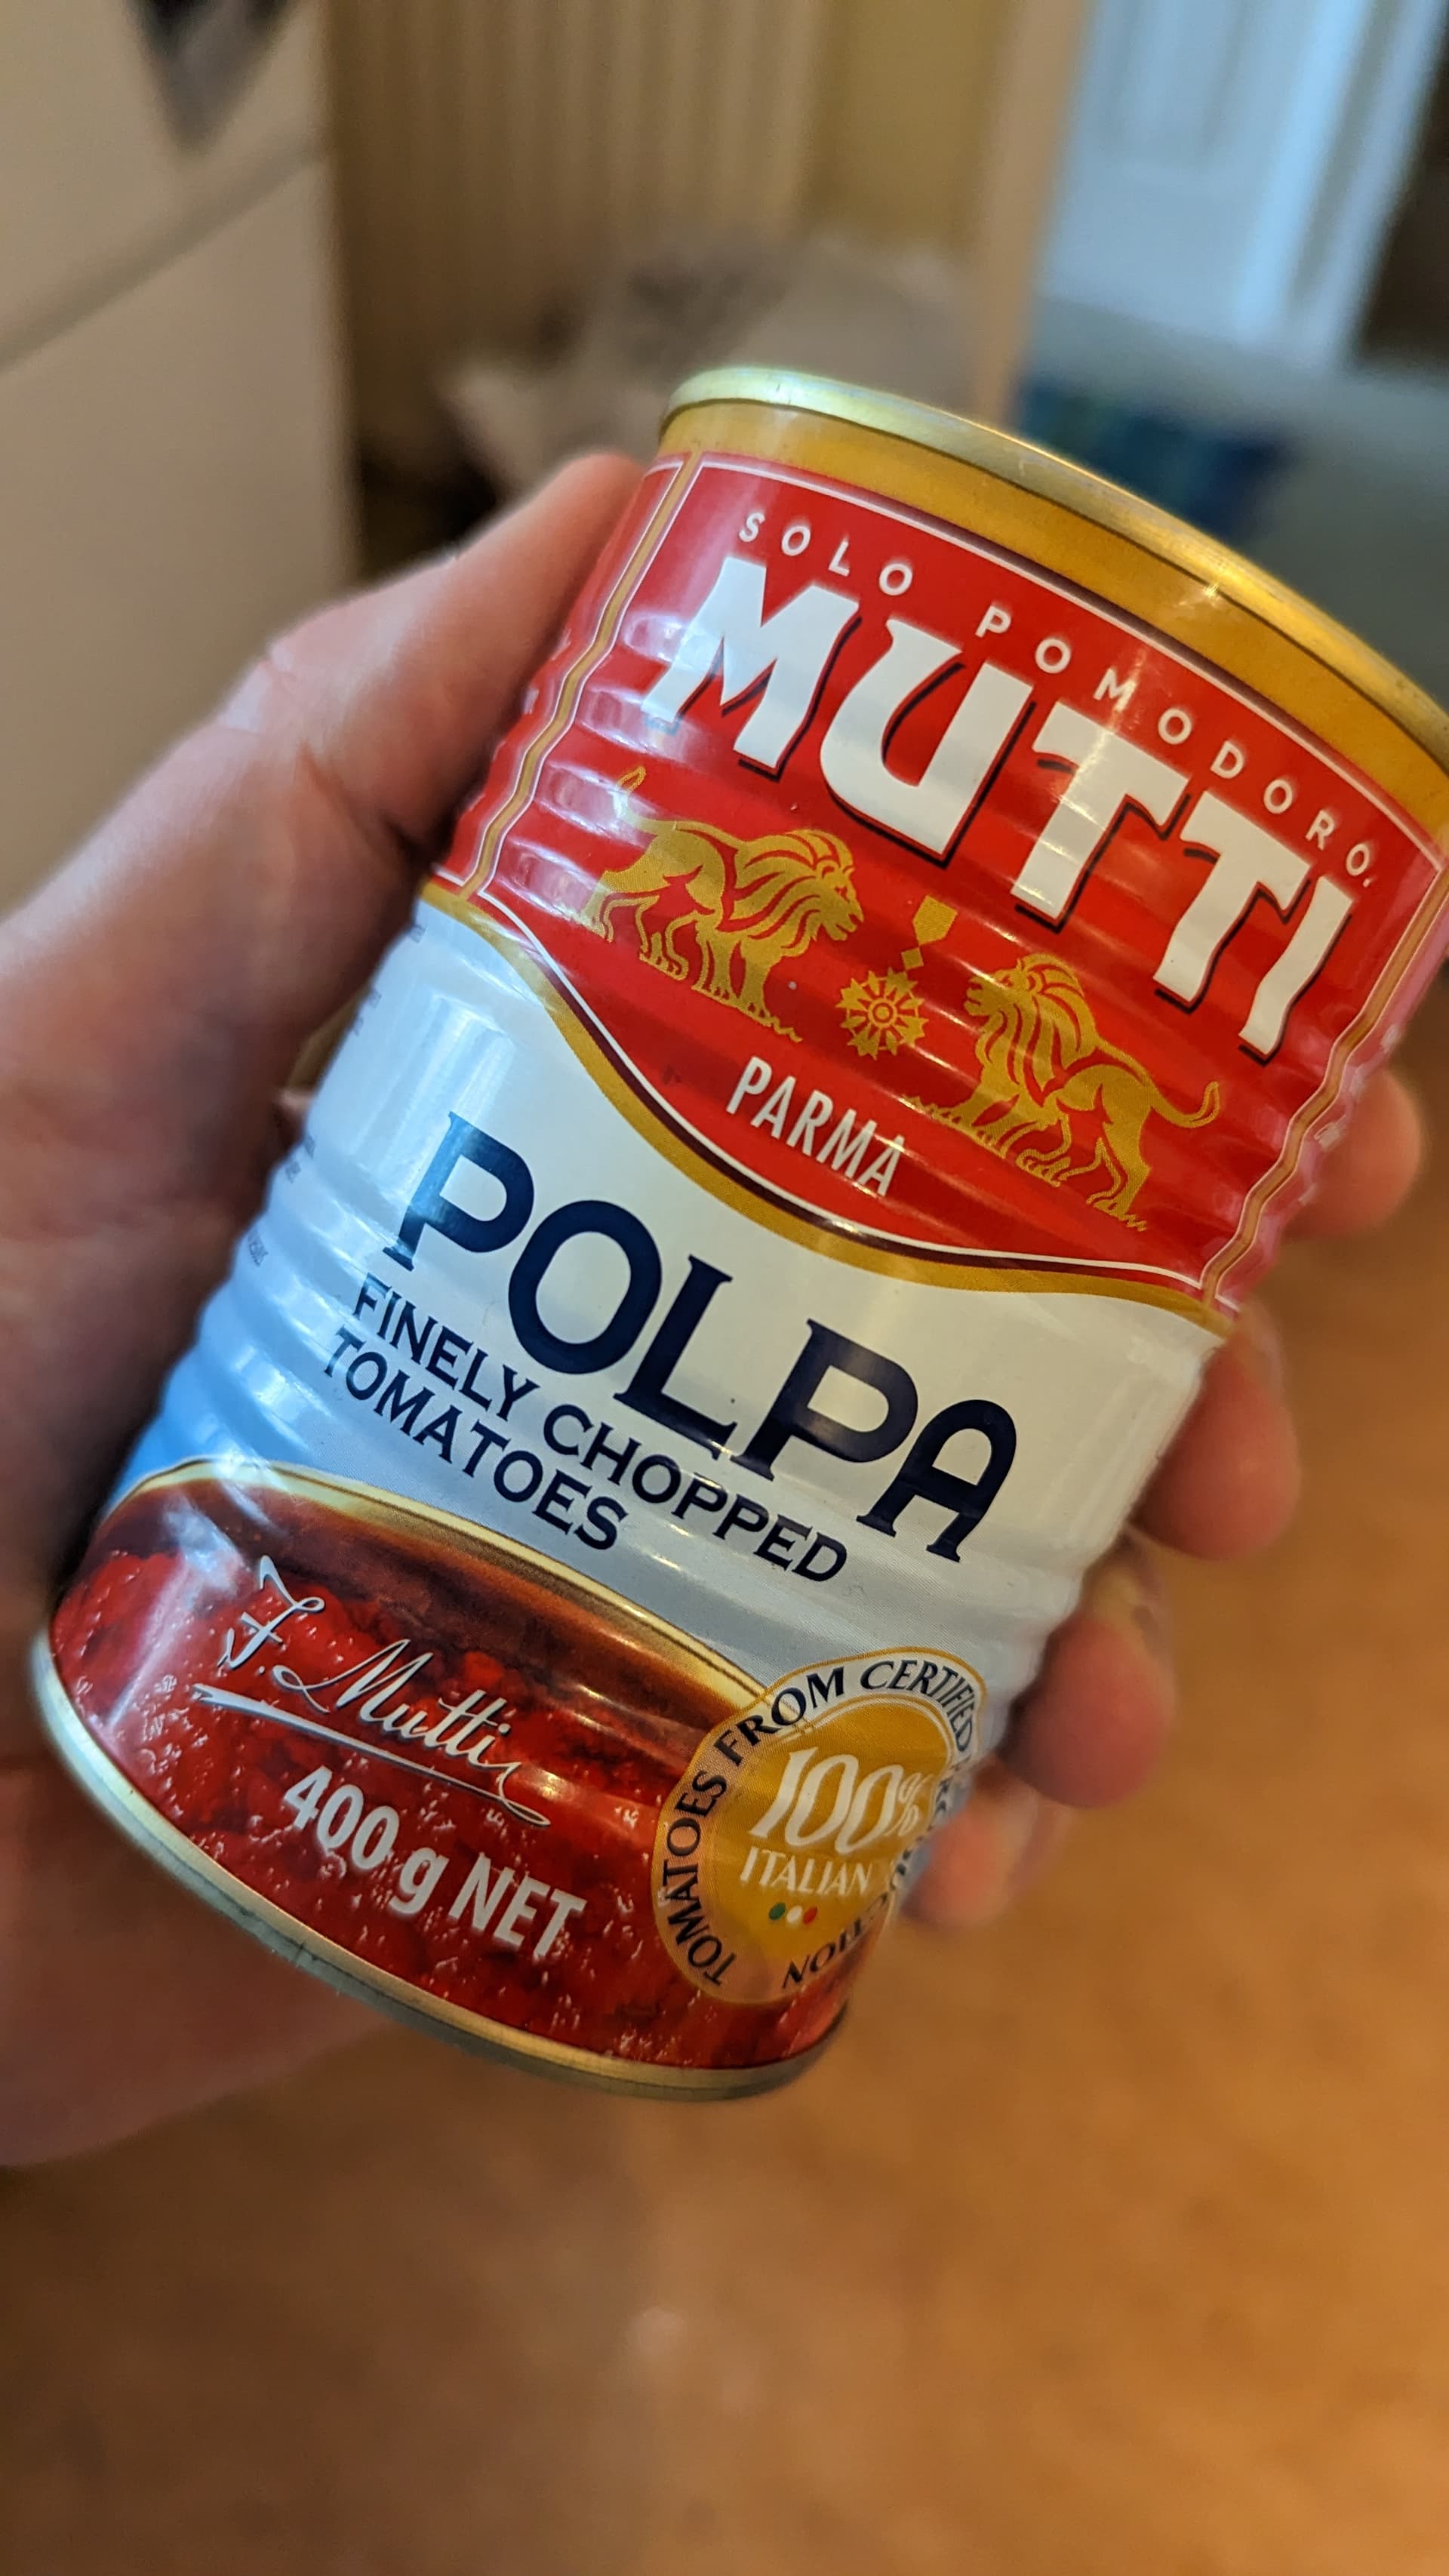 SOLO POMODORO.
MUTTI
PARMA
POLPA
FINELY CHOPPED
TOMATOES
F. Mutti
400 g NET
TOMATOES FROM CERTIFIED
100%
ITALIAN